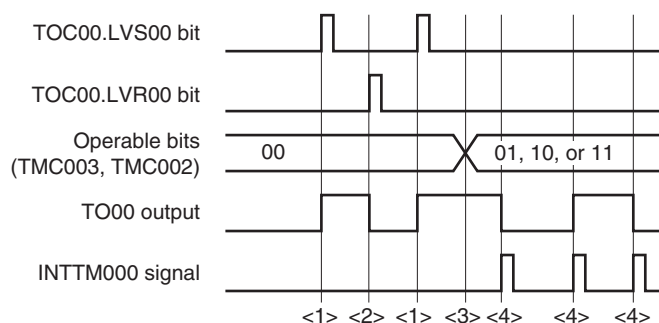 TOC00.LVS00 bit
TOC00.LVR00 bit
Operable bits
(TMC003, TMC002)
00
01, 10, or 11
TO00 output
INTTM000 signal
<1> <2> <1> <3> <4> <4> <4>